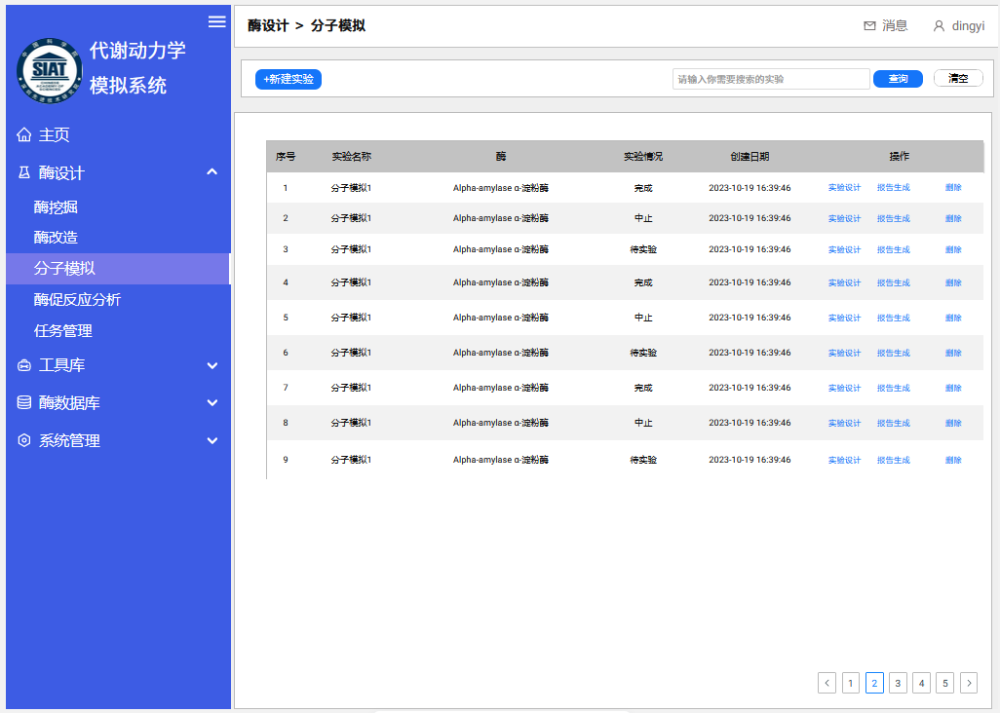 酶设计 > 分子模拟
消息
dingyi
SIAT
代谢动力学
模拟系统
+新建实验
请输入你需要搜索的实验
查询
清空
主页
酶设计
酶挖掘
酶改造
分子模拟
酶促反应分析
任务管理
工具库
酶数据库
系统管理
序号 实验名称 酶 实验情况 创建日期 操作
1 分子模拟1 Alpha-amylase α-淀粉酶 完成 2023-10-19 16:39:46 实验设计 报告生成 删除
2 分子模拟1 Alpha-amylase α-淀粉酶 中止 2023-10-19 16:39:46 实验设计 报告生成 删除
3 分子模拟1 Alpha-amylase α-淀粉酶 待实验 2023-10-19 16:39:46 实验设计 报告生成 删除
4 分子模拟1 Alpha-amylase α-淀粉酶 完成 2023-10-19 16:39:46 实验设计 报告生成 删除
5 分子模拟1 Alpha-amylase α-淀粉酶 中止 2023-10-19 16:39:46 实验设计 报告生成 删除
6 分子模拟1 Alpha-amylase α-淀粉酶 待实验 2023-10-19 16:39:46 实验设计 报告生成 删除
7 分子模拟1 Alpha-amylase α-淀粉酶 完成 2023-10-19 16:39:46 实验设计 报告生成 删除
8 分子模拟1 Alpha-amylase α-淀粉酶 中止 2023-10-19 16:39:46 实验设计 报告生成 删除
9 分子模拟1 Alpha-amylase α-淀粉酶 待实验 2023-10-19 16:39:46 实验设计 报告生成 删除
< 1 2 3 4 5 >